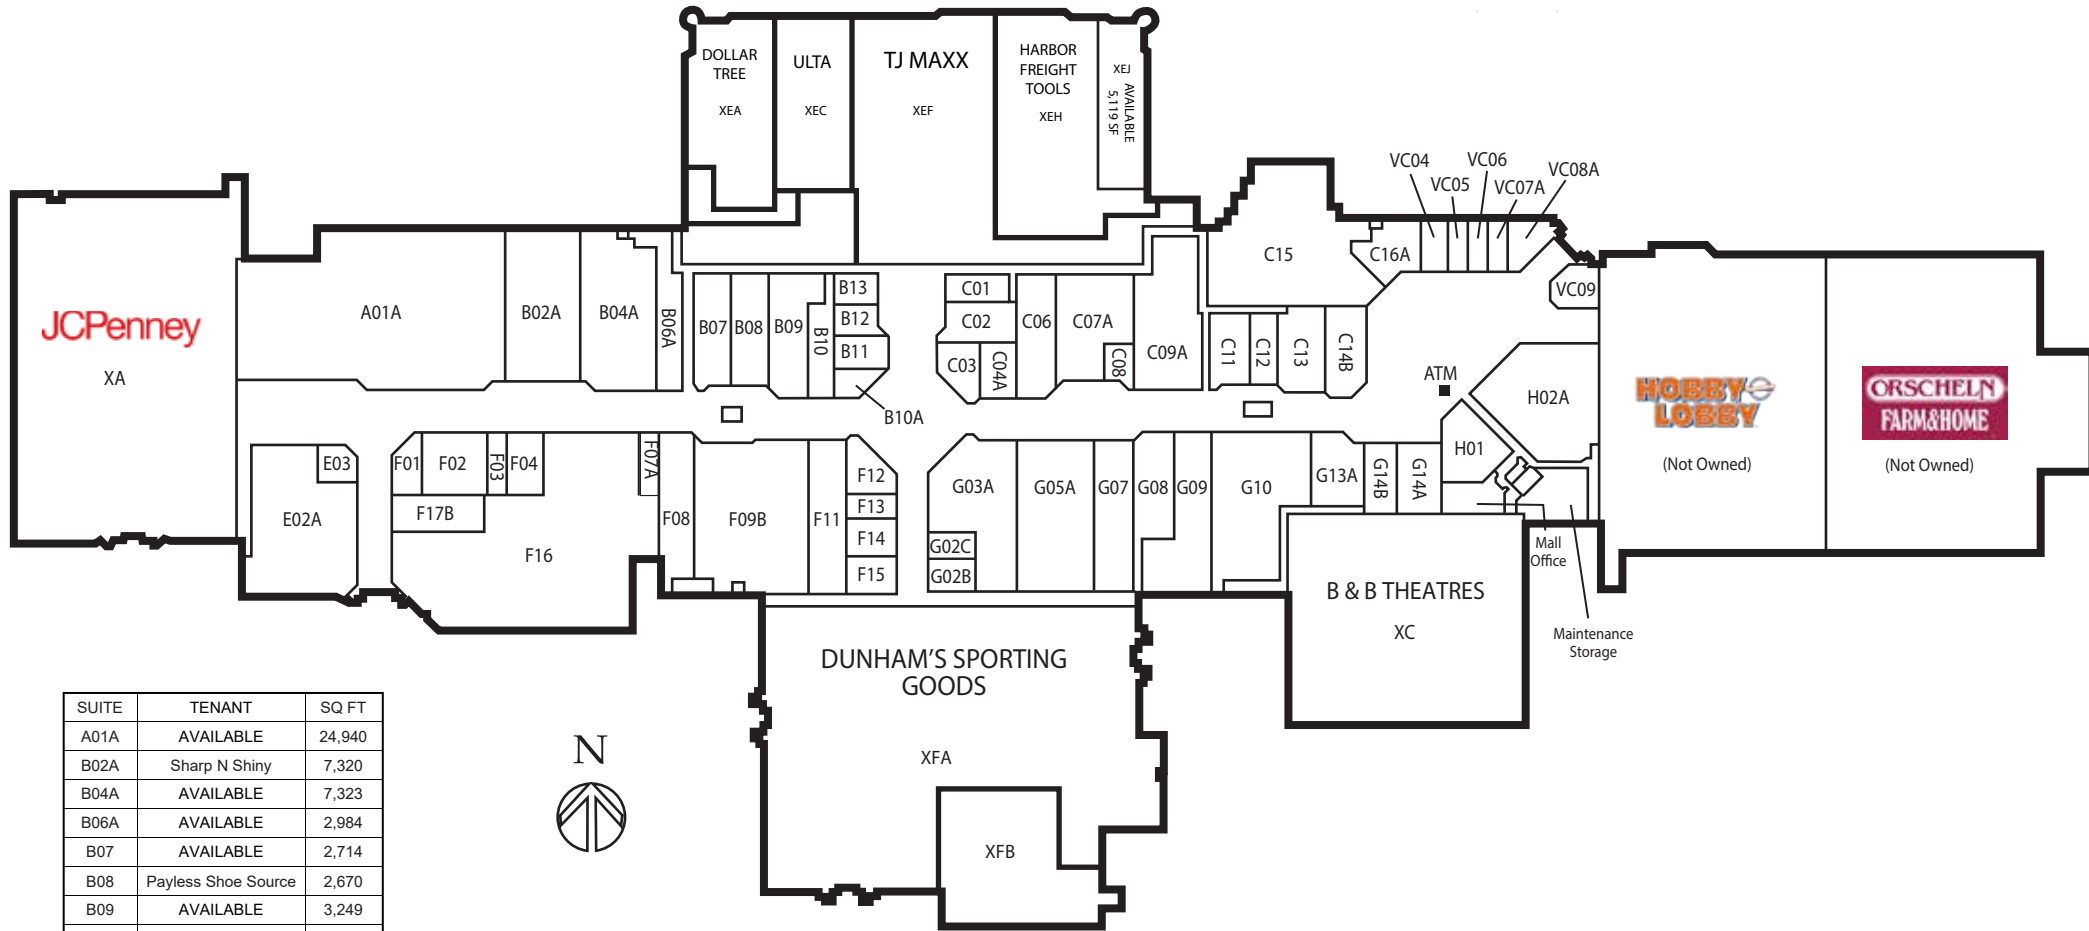 DOLLAR
TREE
XEA
ULTA
XEC
TJ MAXX
XEF
HARBOR
FREIGHT
TOOLS
XEH
XEJ
AVAILABLE
5,119 SF
VC04
VC05
VC06
VC07A
VC08A
VC09
JCPenney
XA
A01A
B02A
B04A
B06A
B07
B08
B09
B10
B13
B12
B11
B10A
C01
C02
C03
C04A
C06
C07A
C08
C09A
C15
C16A
C11
C12
C13
C14B
ATM
H02A
H01
HOBBY
LOBBY
(Not Owned)
ORSCHELN
FARM&HOME
(Not Owned)
E03
E02A
F01
F02
F03
F04
F07A
F17B
F16
F08
F09B
F11
F12
F13
F14
F15
G03A
G02C
G02B
G05A
G07
G08
G09
G10
G13A
G14B
G14A
Mall
Office
Maintenance
Storage
B & B THEATRES
XC
DUNHAM'S SPORTING
GOODS
XFA
XFB
N
SUITE TENANT SQ FT
A01A AVAILABLE 24,940
B02A Sharp N Shiny 7,320
B04A AVAILABLE 7,323
B06A AVAILABLE 2,984
B07 AVAILABLE 2,714
B08 Payless Shoe Source 2,670
B09 AVAILABLE 3,249